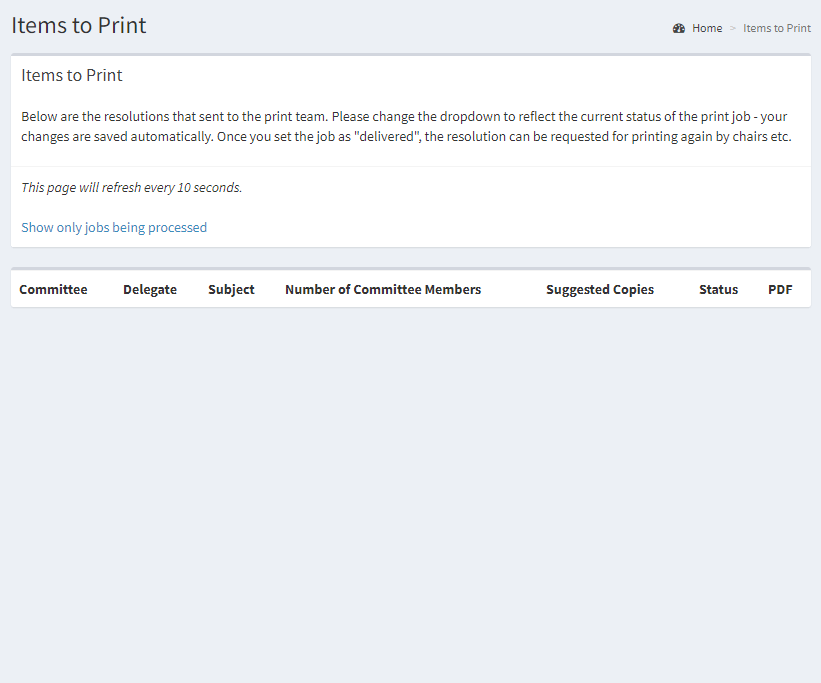 Items to Print
Home > Items to Print
Items to Print
Below are the resolutions that sent to the print team. Please change the dropdown to reflect the current status of the print job - your
changes are saved automatically. Once you set the job as "delivered", the resolution can be requested for printing again by chairs etc.
This page will refresh every 10 seconds.
Show only jobs being processed
Committee Delegate Subject Number of Committee Members Suggested Copies Status PDF